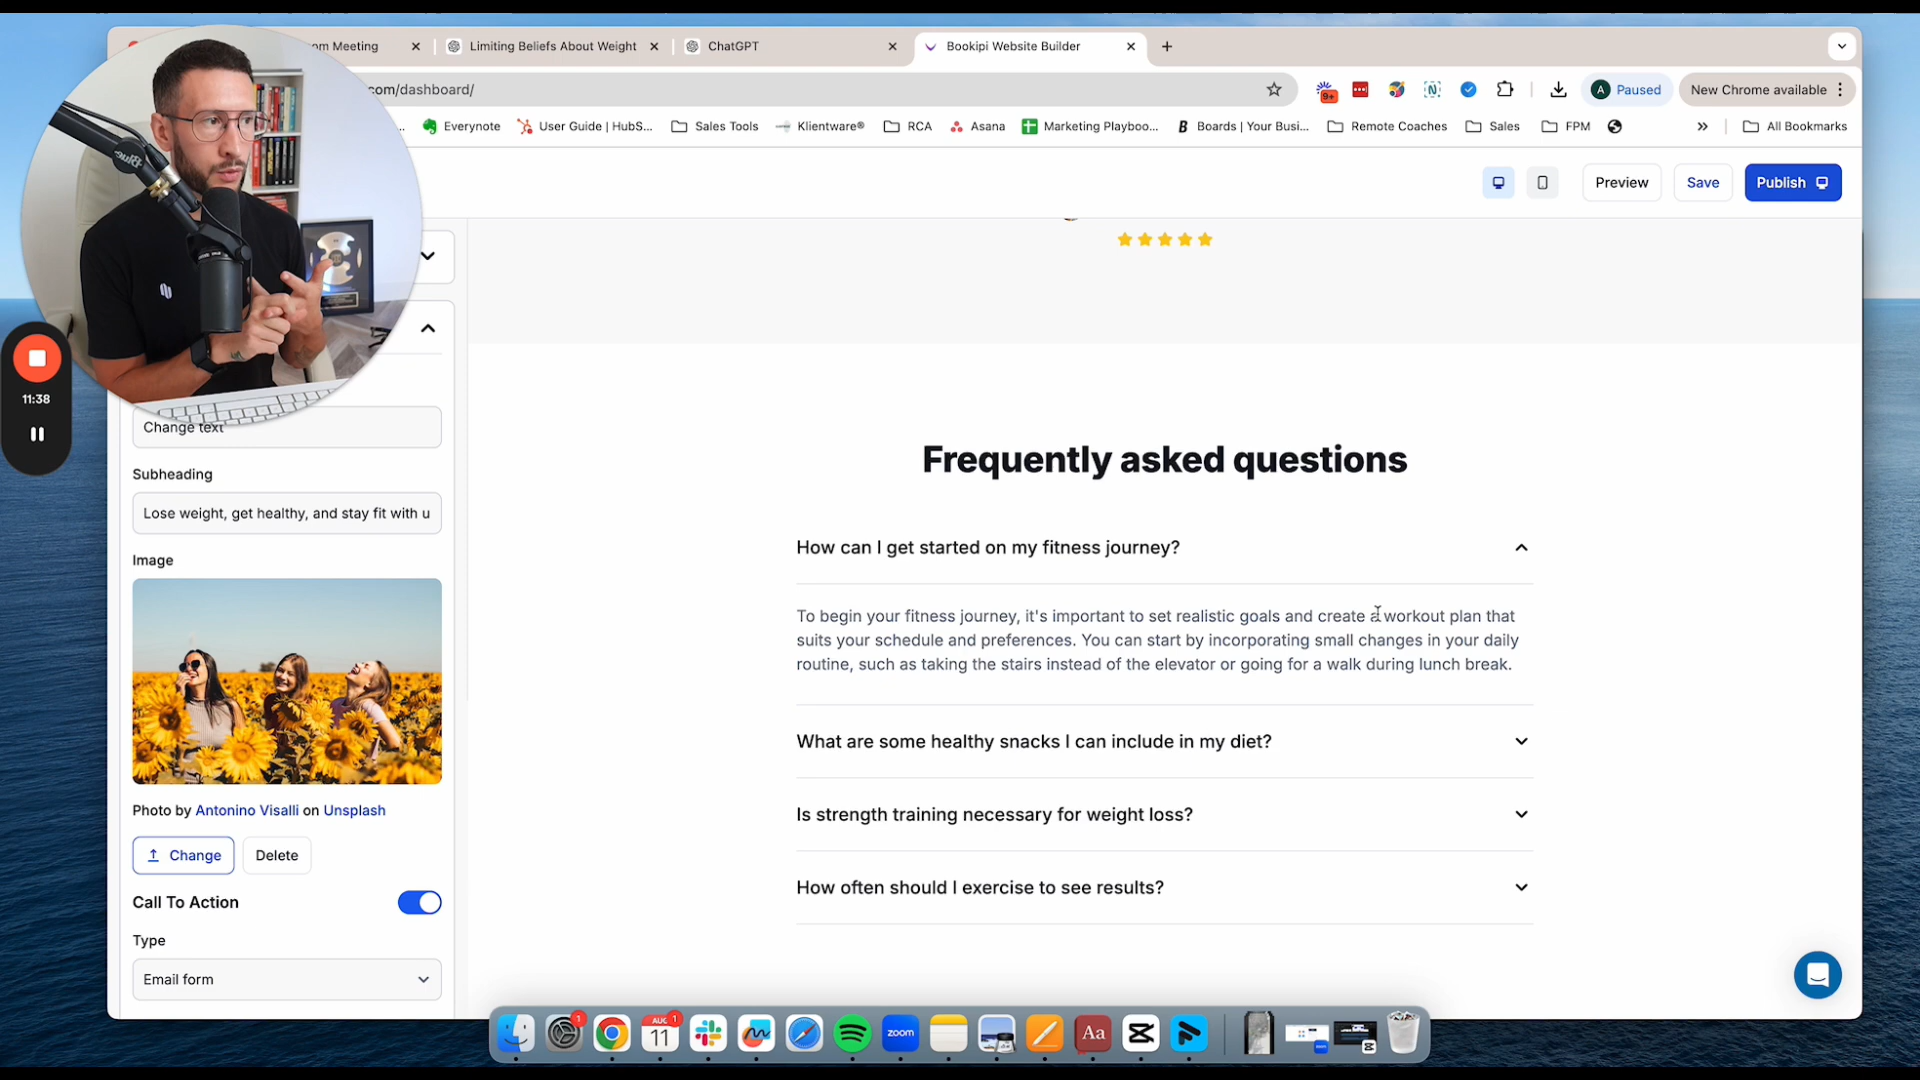 om Meeting
Limiting Beliefs About Weight
ChatGPT
Bookipi Website Builder
com/dashboard/
9+
N
A
Paused
New Chrome available
Everynote
User Guide | HubS...
Sales Tools
Klientware®
RCA
Asana
Marketing Playboo...
B
Boards | Your Busi...
Remote Coaches
Sales
FPM
All Bookmarks
Preview
Save
Publish
11:38
Change text
Subheading
Lose weight, get healthy, and stay fit with u
Image
Photo by Antonino Visalli on Unsplash
Change
Delete
Call To Action
Type
Email form
Frequently asked questions
How can I get started on my fitness journey?
To begin your fitness journey, it's important to set realistic goals and create a workout plan that
suits your schedule and preferences. You can start by incorporating small changes in your daily
routine, such as taking the stairs instead of the elevator or going for a walk during lunch break.
What are some healthy snacks I can include in my diet?
Is strength training necessary for weight loss?
How often should I exercise to see results?
1
AUG
11
1
zoom
Aa